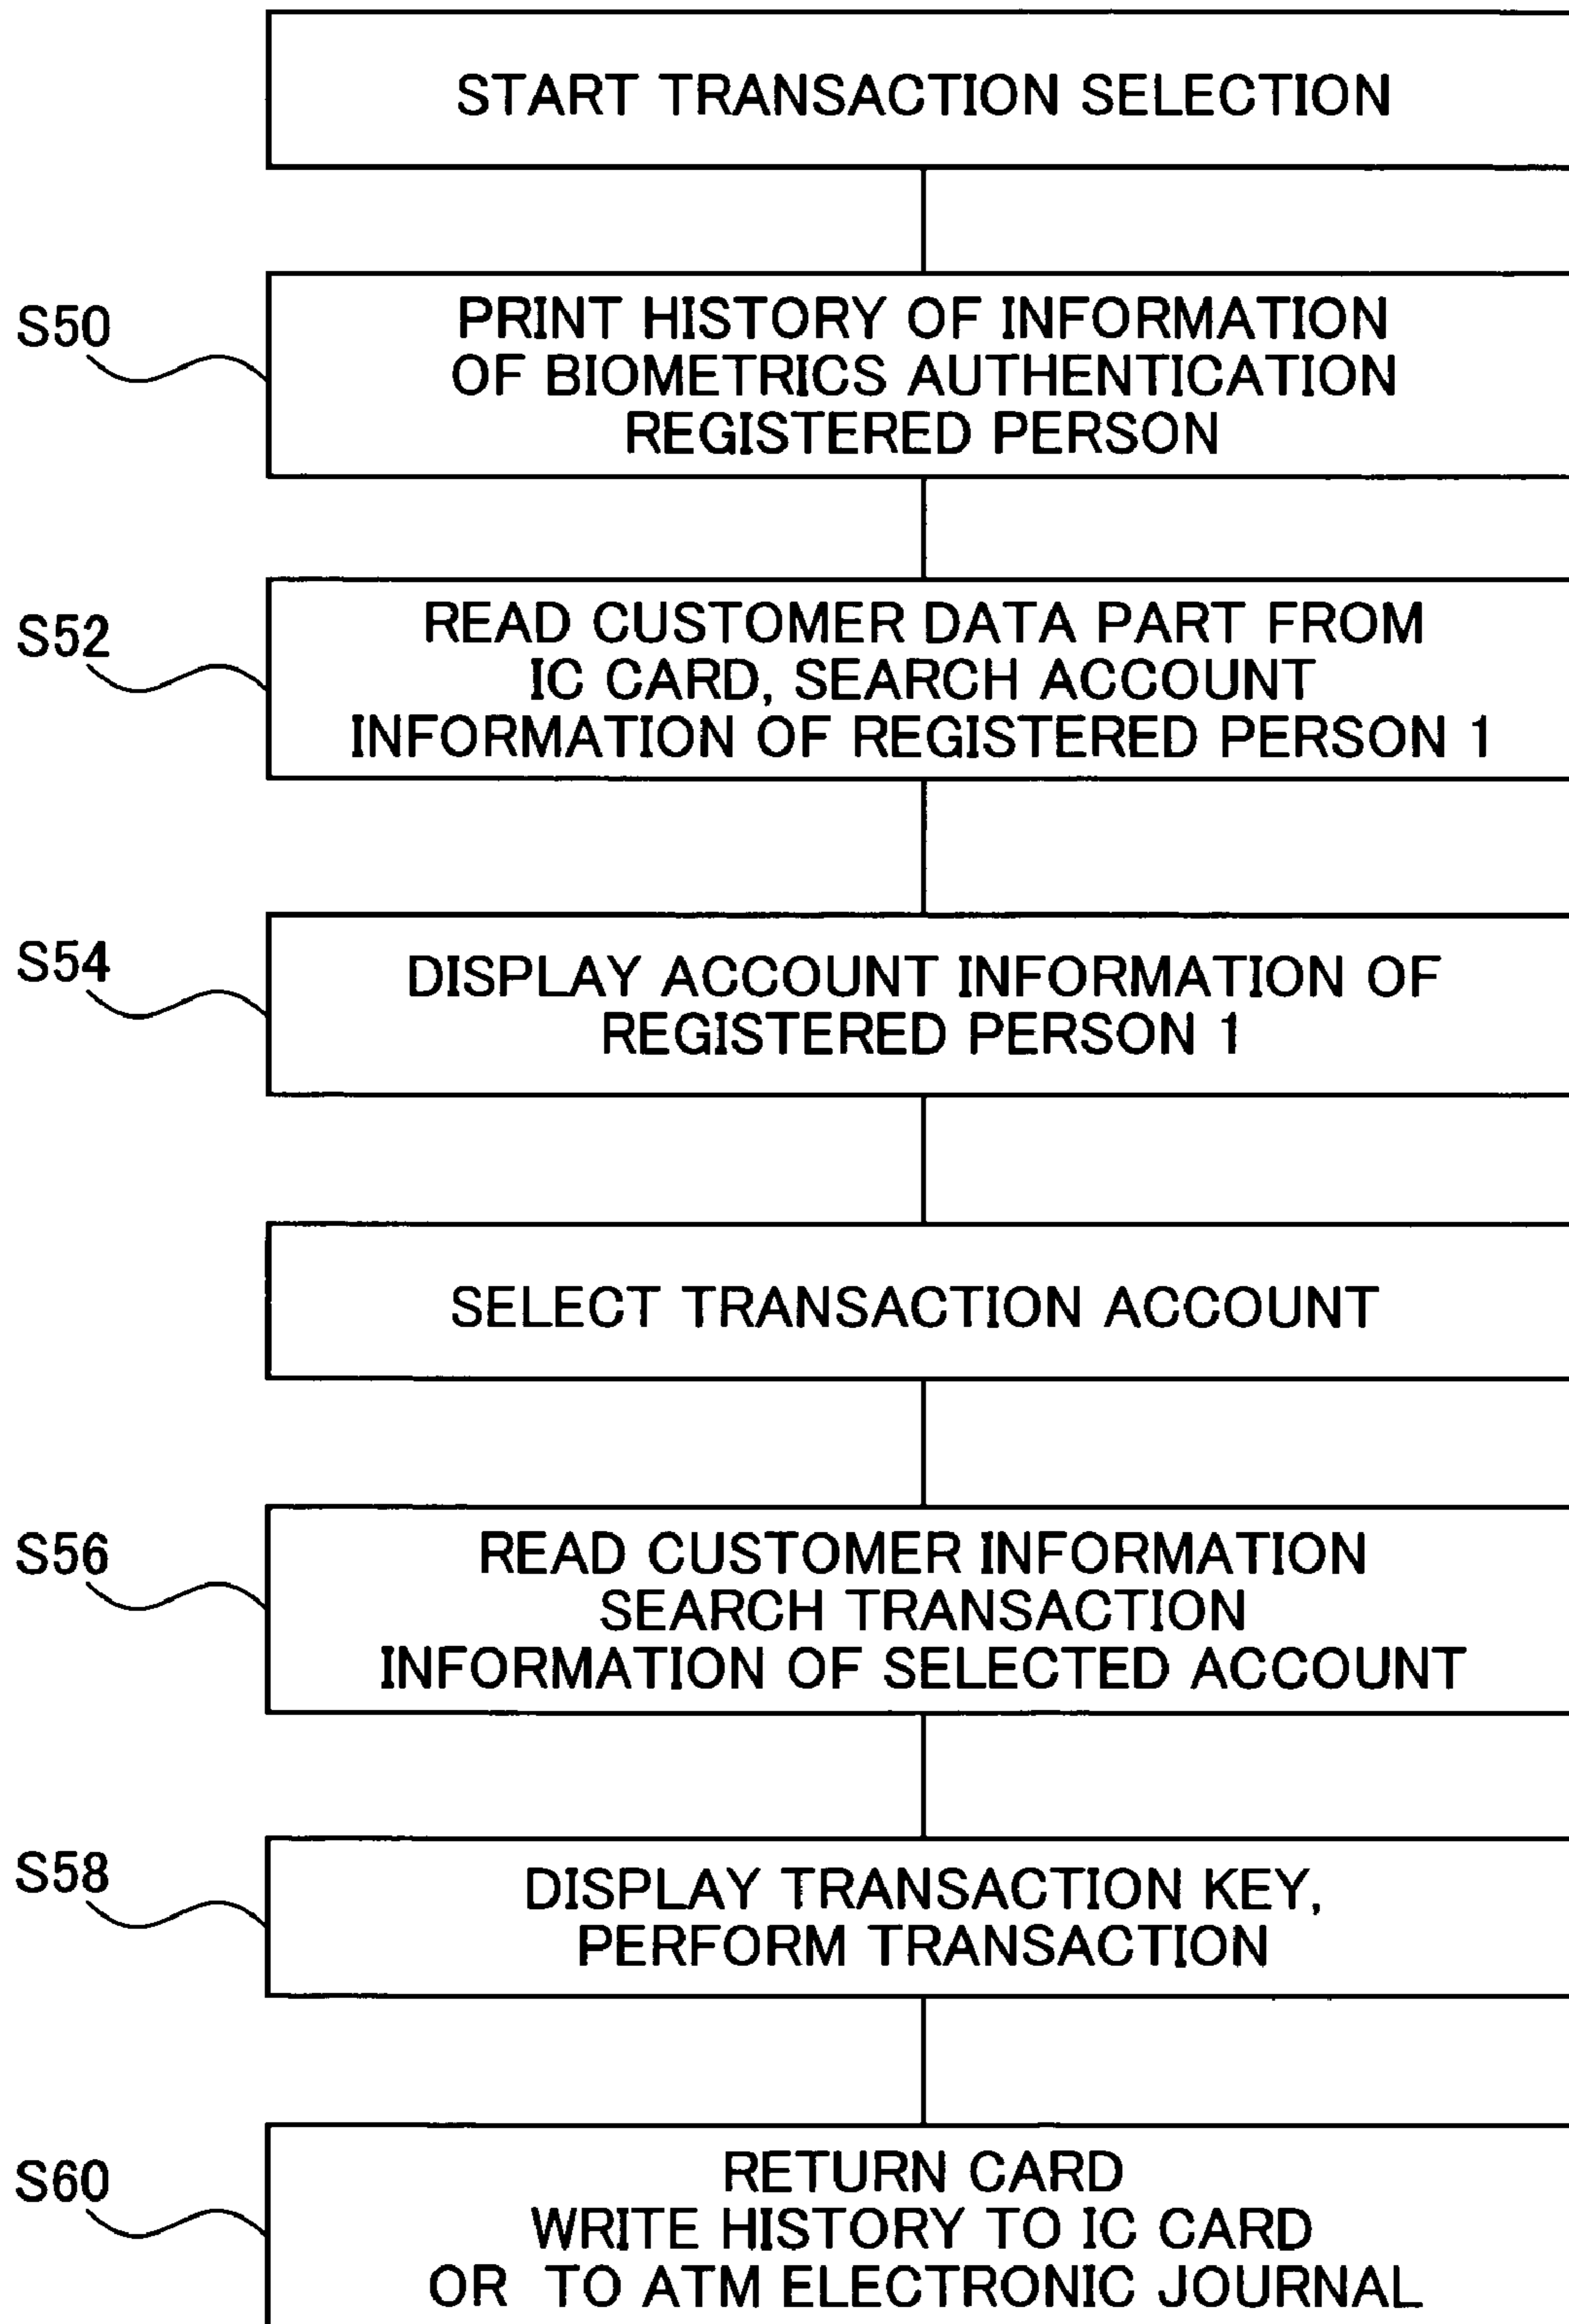 START TRANSACTION SELECTION
S50
PRINT HISTORY OF INFORMATION
OF BIOMETRICS AUTHENTICATION
REGISTERED PERSON
S52
READ CUSTOMER DATA PART FROM
IC CARD, SEARCH ACCOUNT
INFORMATION OF REGISTERED PERSON 1
S54
DISPLAY ACCOUNT INFORMATION OF
REGISTERED PERSON 1
SELECT TRANSACTION ACCOUNT
S56
READ CUSTOMER INFORMATION
SEARCH TRANSACTION
INFORMATION OF SELECTED ACCOUNT
S58
DISPLAY TRANSACTION KEY,
PERFORM TRANSACTION
S60
RETURN CARD
WRITE HISTORY TO IC CARD
OR TO ATM ELECTRONIC JOURNAL